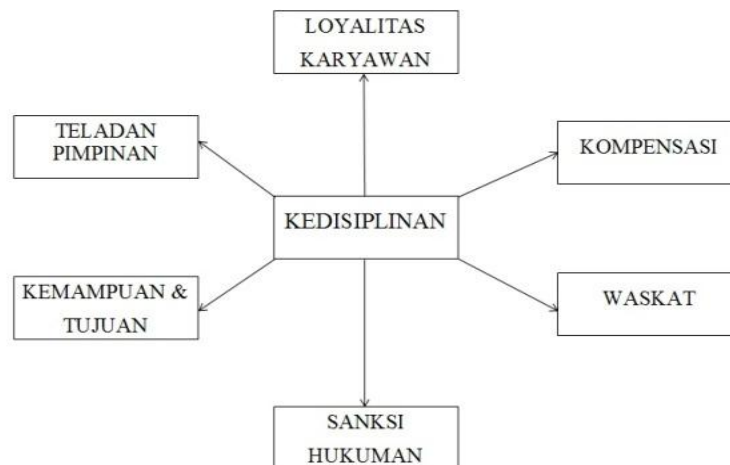 LOYALITAS
KARYAWAN
TELADAN
PIMPINAN
KOMPENSASI
KEDISIPLINAN
KEMAMPUAN &
TUJUAN
WASKAT
SANKSI
HUKUMAN